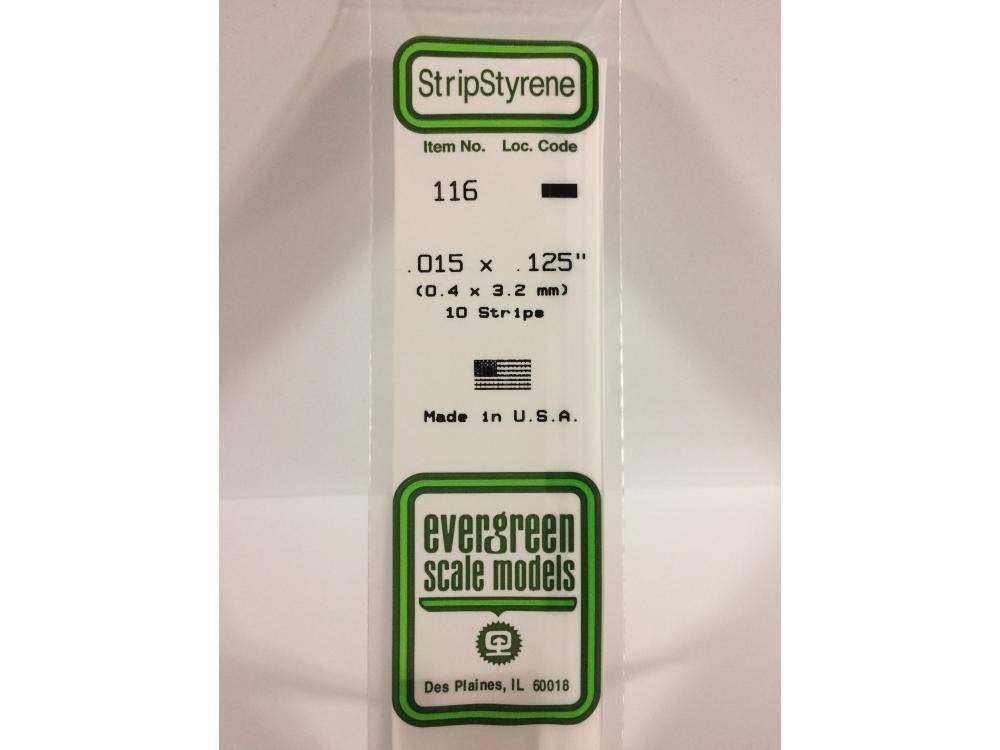 StripStyrene
Item No. Loc. Code
116
.015 x .125"
(0.4 x 3.2 mm)
10 Strips
Made in U.S.A.
evergreen
scale models
Des Plaines, IL 60018